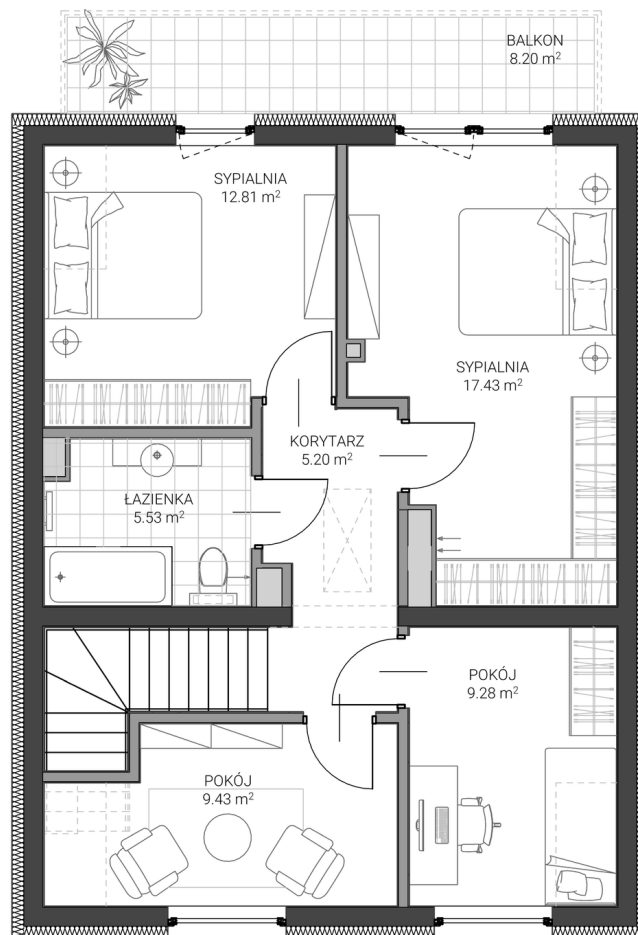 BALKON
8.20 m²
SYPIALNIA
12.81 m²
SYPIALNIA
17.43 m²
KORYTARZ
5.20 m²
ŁAZIENKA
5.53 m²
POKÓJ
9.28 m²
POKÓJ
9.43 m²